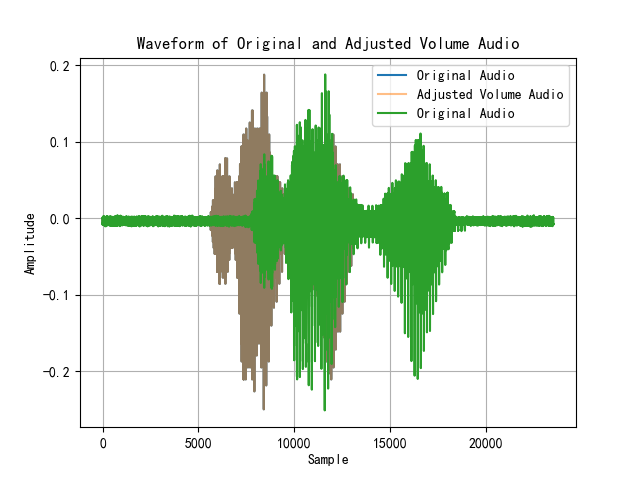 Waveform of Original and Adjusted Volume Audio
Original Audio
Adjusted Volume Audio
Original Audio
Amplitude
0.2
0.1
0.0
−0.1
−0.2
0
5000
10000
15000
20000
Sample